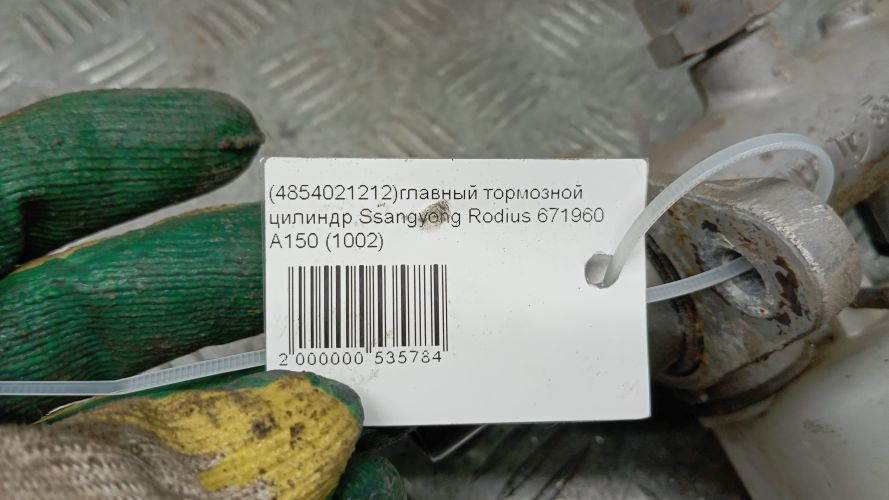 (4854021212)главный тормозной
цилиндр Ssangyong Rodius 671960
A150 (1002)
2 000000 535784